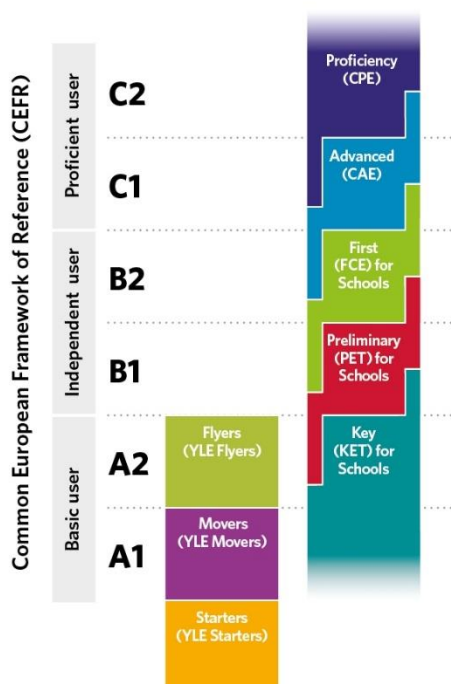 Common European Framework of Reference (CEFR)
Proficient user
Independent user
Basic user
C2
C1
B2
B1
A2
A1
Flyers
(YLE Flyers)
Movers
(YLE Movers)
Starters
(YLE Starters)
Proficiency
(CPE)
Advanced
(CAE)
First
(FCE) for
Schools
Preliminary
(PET) for
Schools
Key
(KET) for
Schools